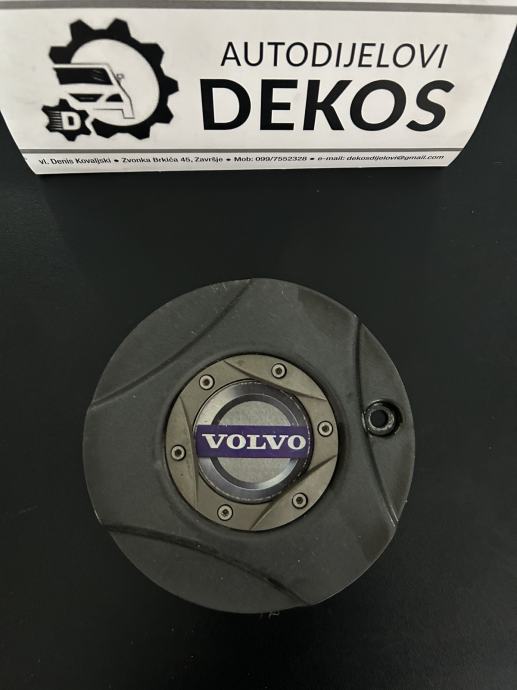 AUTODIJELOVI
DEKOS
D
vl. Denis Kovaljski ● Zvonka Brkića 45, Završje ● Mob: 099/7552328 ● e-mail: dekosdijelovi@gmail.com
VOLVO